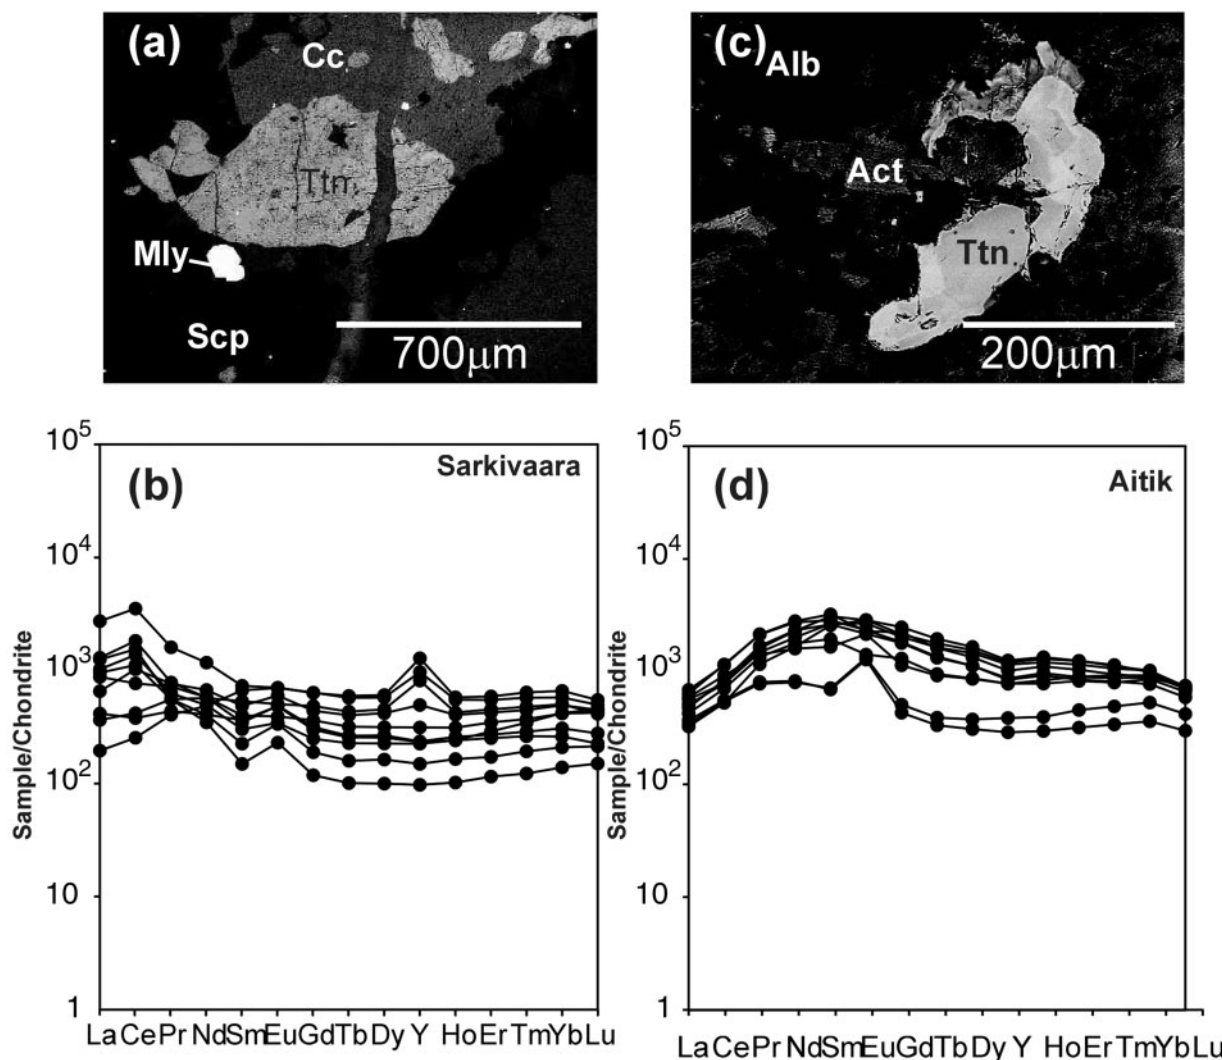 (a)
Cc
Ttn
Mly
Scp
700μm
(c)
Alb
Act
Ttn
200μm
(b)
Sarkivaara
Sample/Chondrite
10⁵
10⁴
10³
10²
10
1
La Ce Pr Nd Sm Eu Gd Tb Dy Y Ho Er Tm Yb Lu
(d)
Aitik
Sample/Chondrite
10⁵
10⁴
10³
10²
10
1
La Ce Pr Nd Sm Eu Gd Tb Dy Y Ho Er Tm Yb Lu